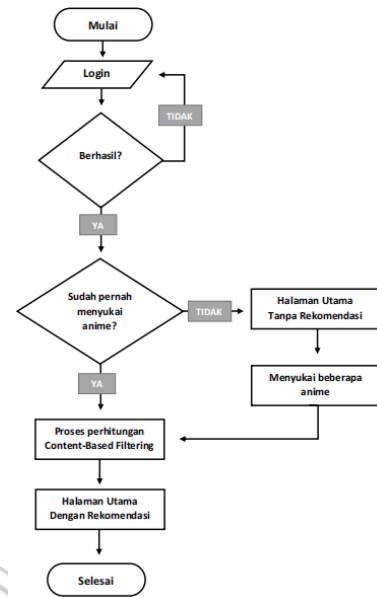 Mulai
Login
TIDAK
Berhasil?
YA
Sudah pernah
menyukai
anime?
TIDAK
Halaman Utama
Tanpa Rekomendasi
YA
Menyukai beberapa
anime
Proses perhitungan
Content-Based Filtering
Halaman Utama
Dengan Rekomendasi
Selesai